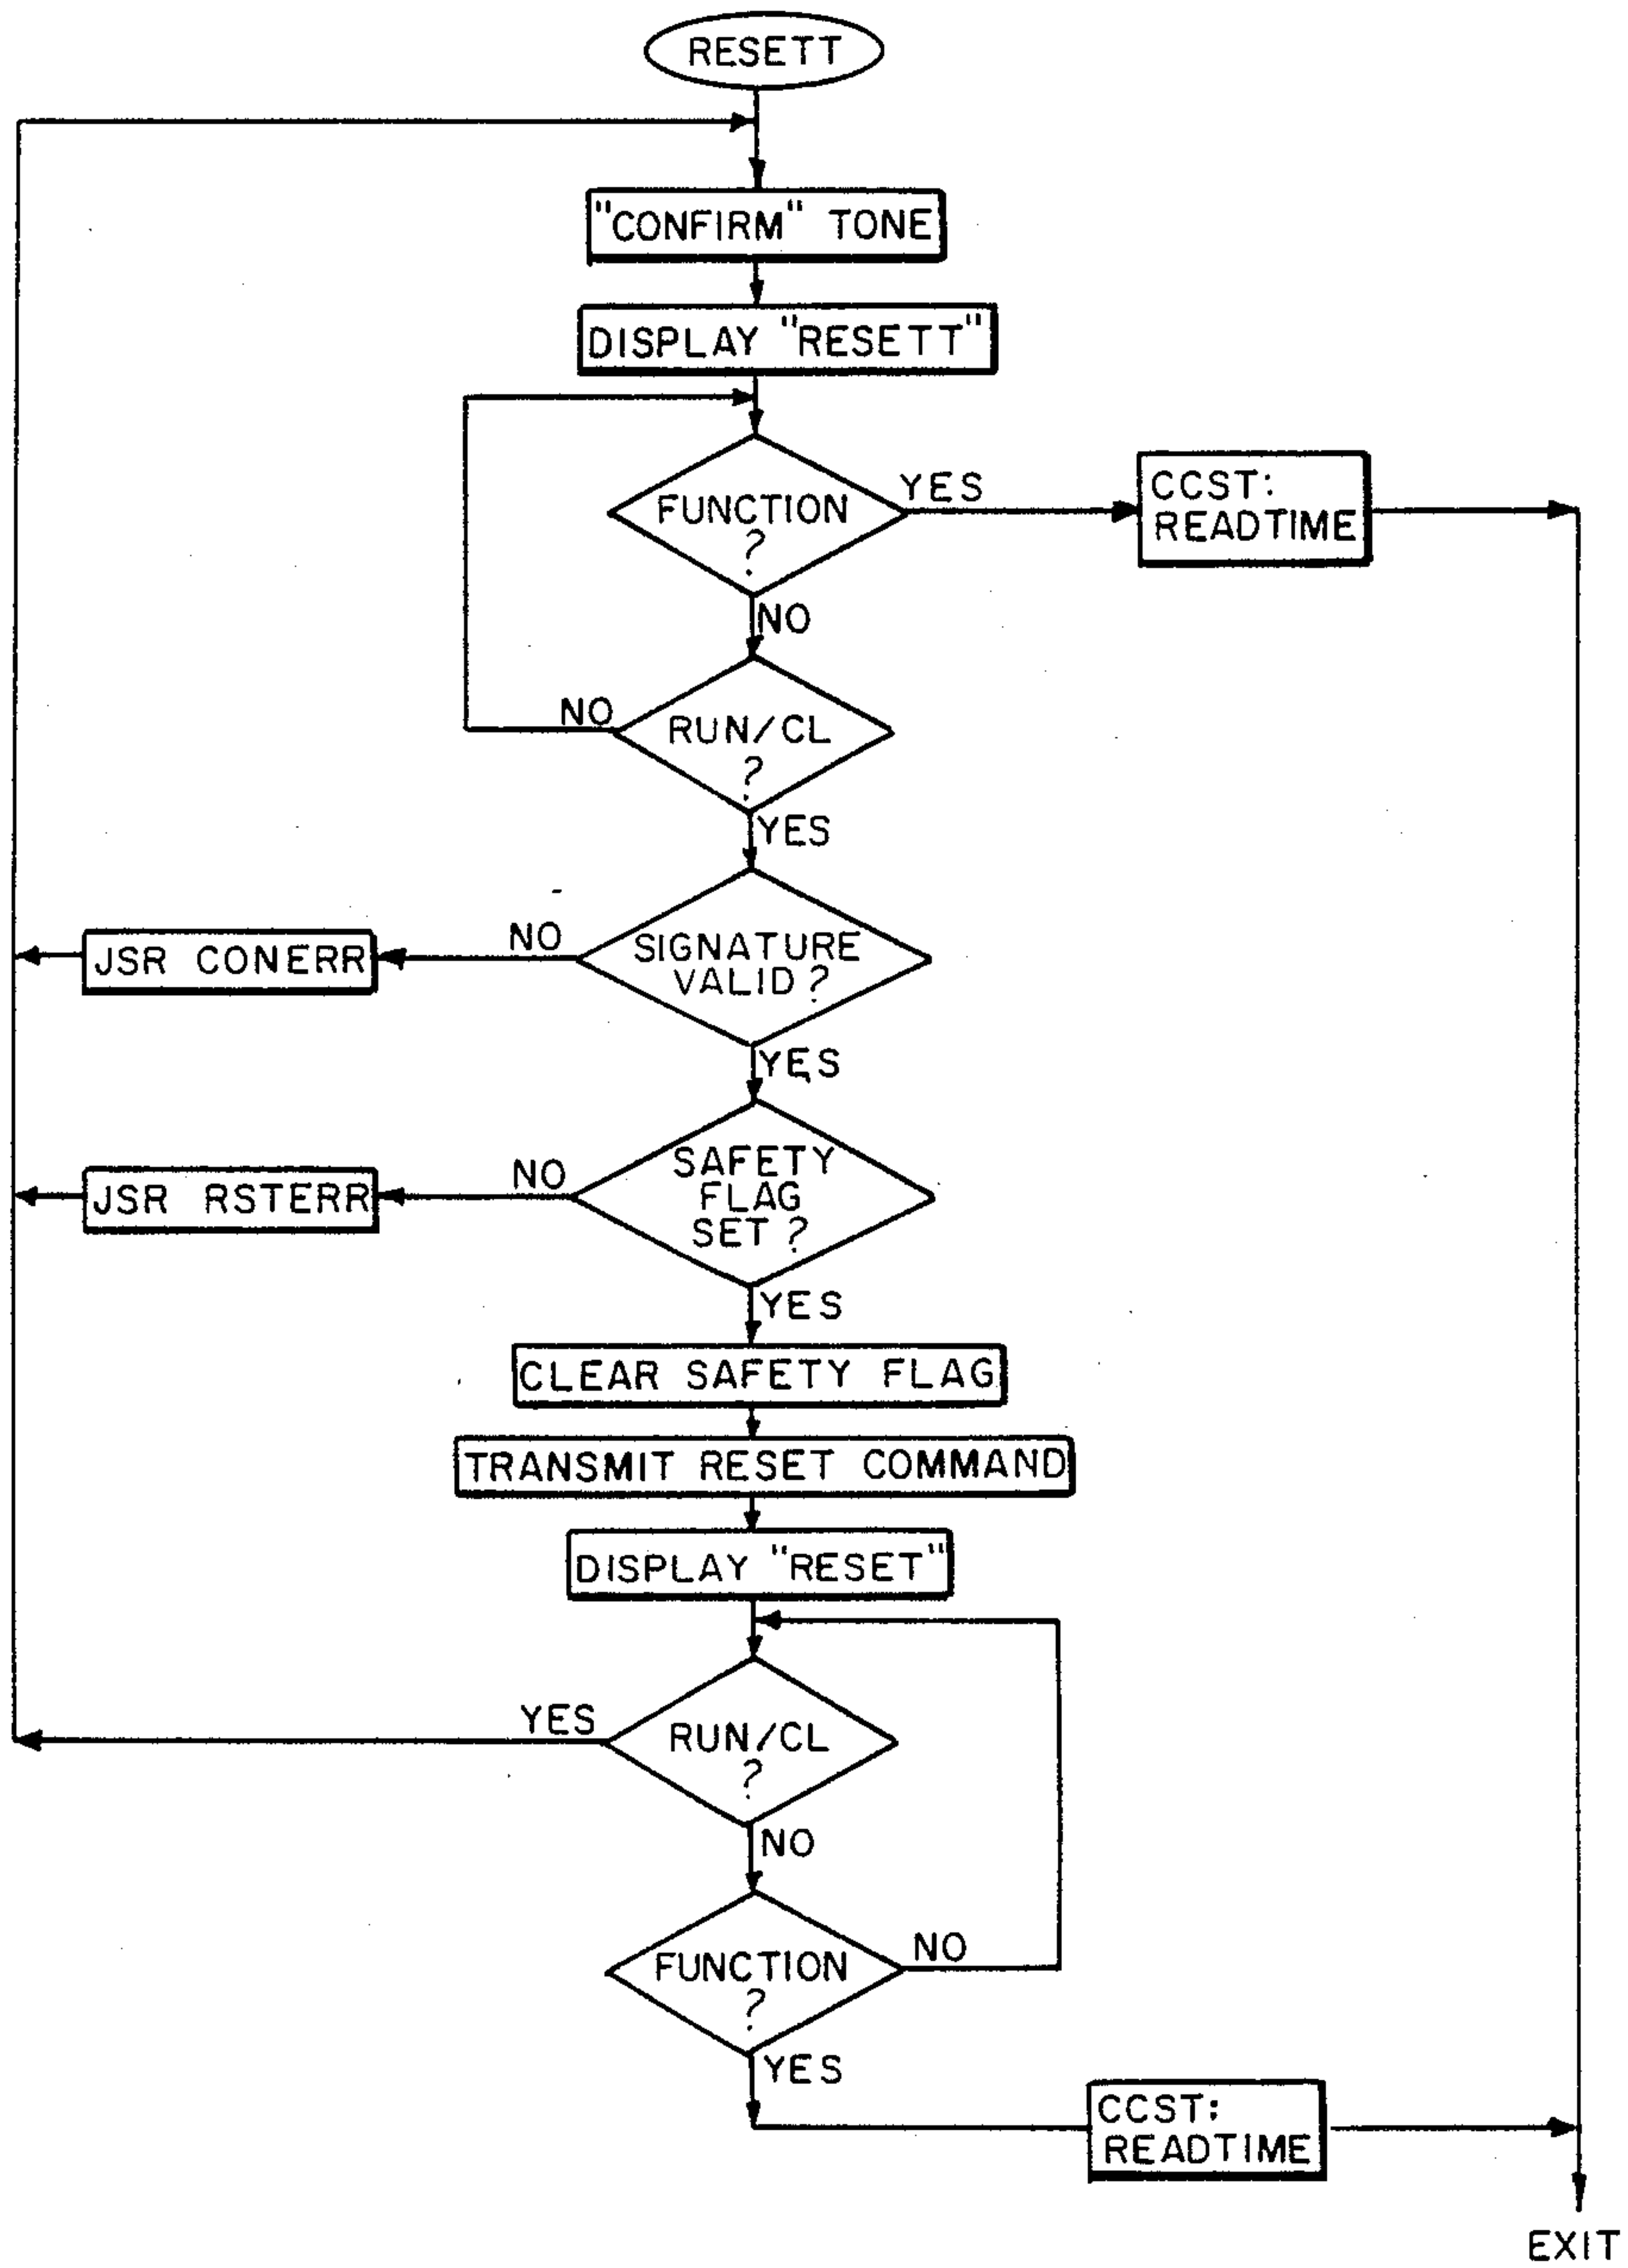 RESETT
"CONFIRM" TONE
DISPLAY "RESETT"
FUNCTION
?
YES
CCST:
READTIME
NO
NO
RUN/CL
?
YES
JSR CONERR
NO
SIGNATURE
VALID?
YES
JSR RSTERR
NO
SAFETY
FLAG
SET?
YES
CLEAR SAFETY FLAG
TRANSMIT RESET COMMAND
DISPLAY "RESET"
YES
RUN/CL
?
NO
FUNCTION
?
NO
YES
CCST:
READTIME
EXIT